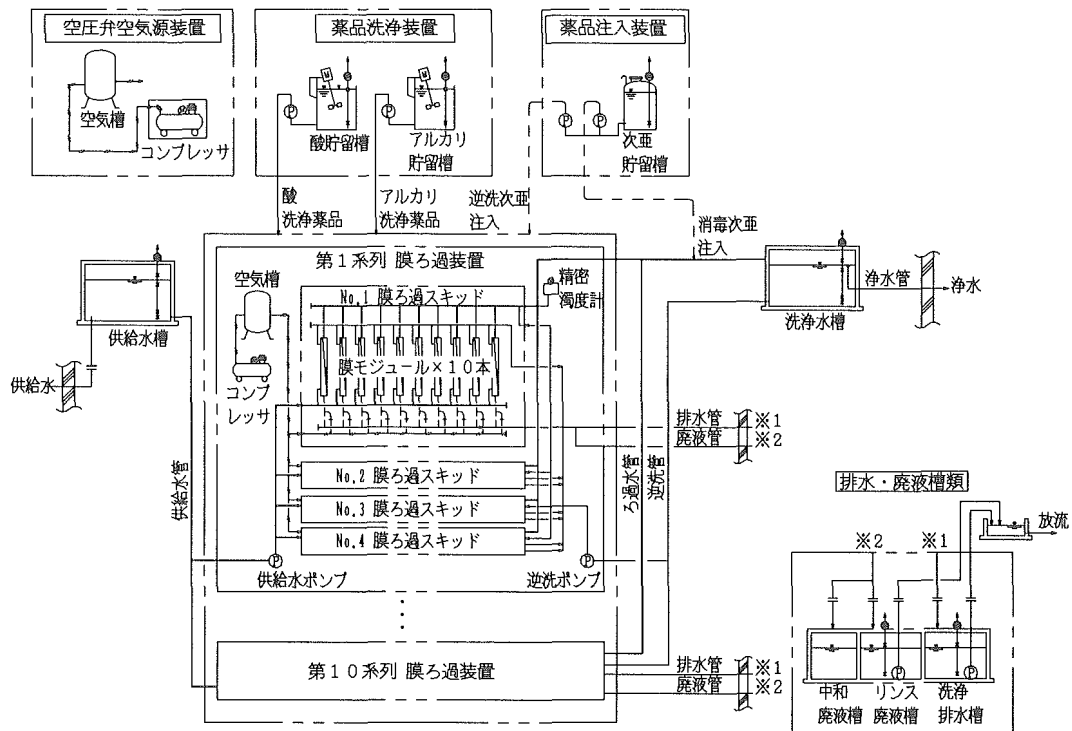 空圧弁空気源装置
薬品洗浄装置
薬品注入装置
空気槽
コンプレッサ
M
P
酸貯留槽
M
P
アルカリ
貯留槽
P
P
次亜
貯留槽
酸
洗浄薬品
アルカリ
洗浄薬品
逆洗次亜
注入
消毒次亜
注入
第1系列 膜ろ過装置
空気槽
No.1 膜ろ過スキッド
精密
濁度計
供給水槽
洗浄水槽
浄水管
浄水
膜モジュール×10本
コンプ
レッサ
供給水
排水管
※1
廃液管
※2
供給水管
ろ過水管
逆洗管
No.2 膜ろ過スキッド
No.3 膜ろ過スキッド
No.4 膜ろ過スキッド
P
供給水ポンプ
P
逆洗ポンプ
排水・廃液槽類
放流
※2
※1
第10系列 膜ろ過装置
排水管
※1
廃液管
※2
P
P
中和
廃液槽
リンス
廃液槽
洗浄
排水槽